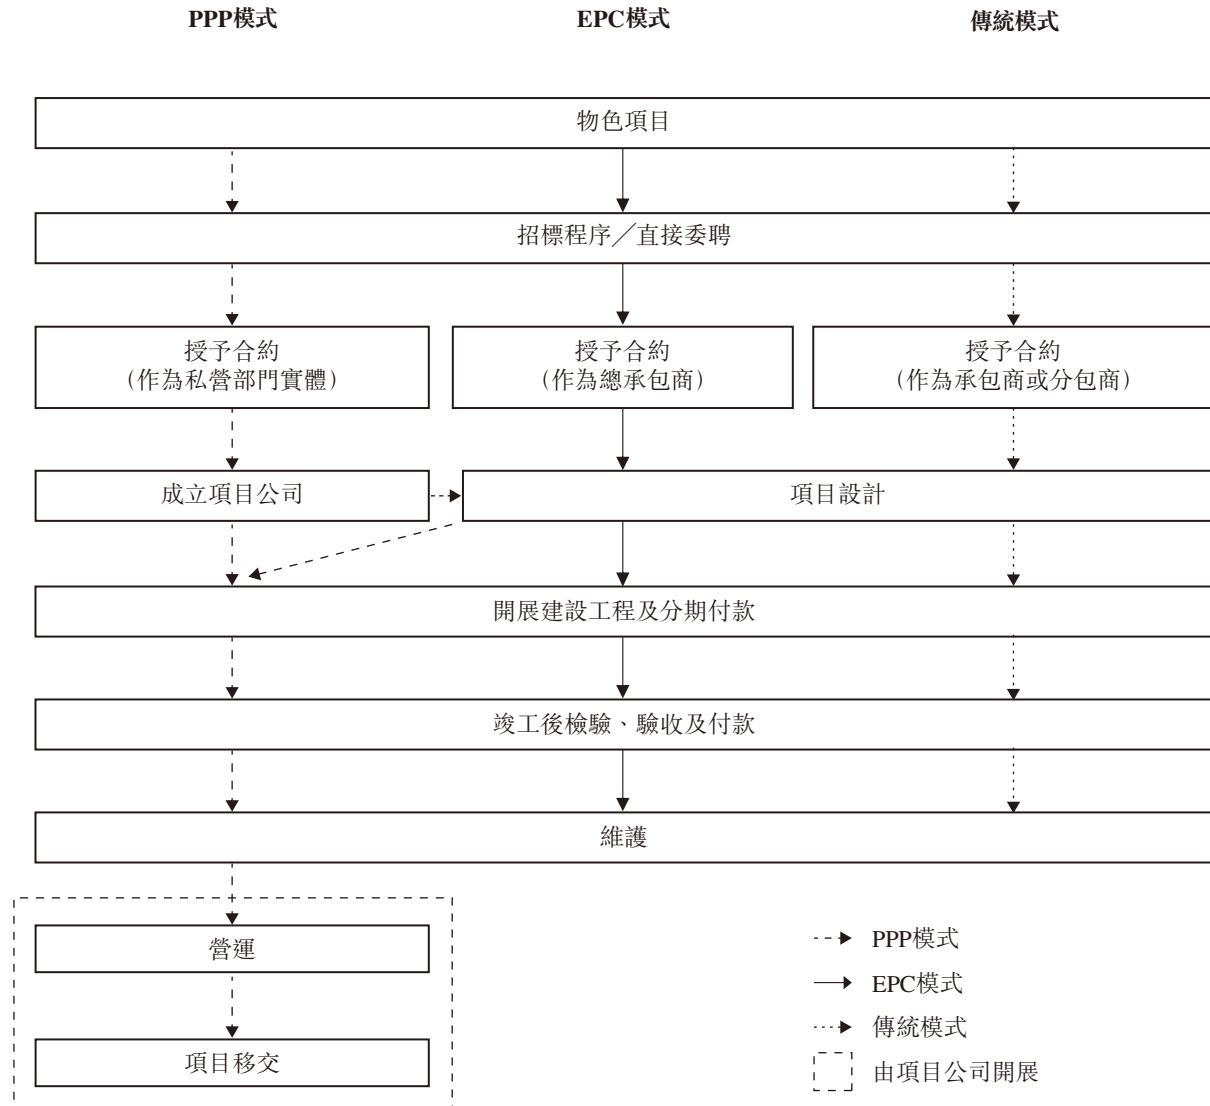 PPP模式
EPC模式
傳統模式
物色項目
招標程序╱直接委聘
授予合約
(作為私營部門實體)
授予合約
(作為總承包商)
授予合約
(作為承包商或分包商)
成立項目公司
項目設計
開展建設工程及分期付款
竣工後檢驗、驗收及付款
維護
營運
項目移交
PPP模式
EPC模式
傳統模式
由項目公司開展